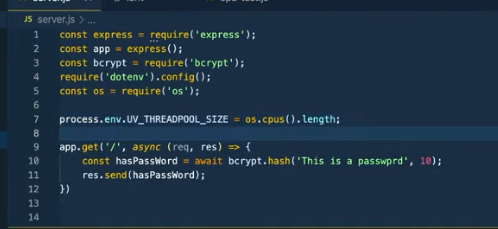 JS server.js > ...
1 const express = require('express');
2 const app = express();
3 const bcrypt = require('bcrypt');
4 require('dotenv').config();
5 const os = require('os');
6
7 process.env.UV_THREADPOOL_SIZE = os.cpus().length;
8
9 app.get('/', async (req, res) => {
10 const hasPassWord = await bcrypt.hash('This is a passwprd', 10);
11 res.send(hasPassWord);
12 })
13
14